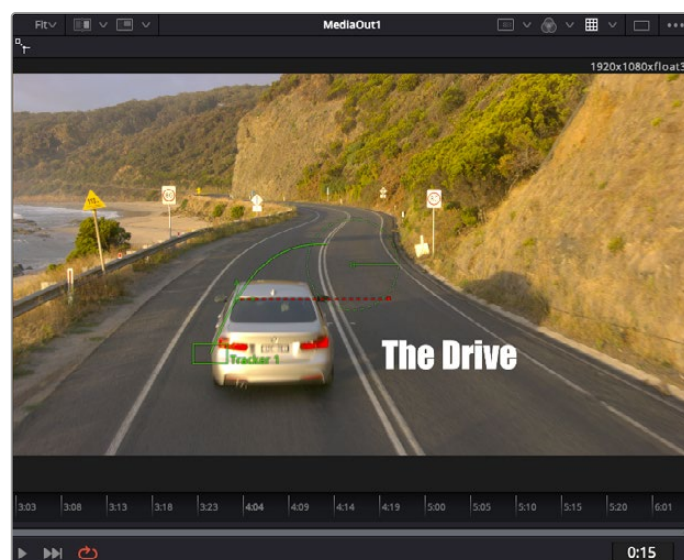 Fit
MediaOut1
1920x1080xfloat3
Tracker 1
The Drive
3:03 3:08 3:13 3:18 3:23 4:04 4:09 4:14 4:19 5:00 5:05 5:10 5:15 5:20 6:01
0:15